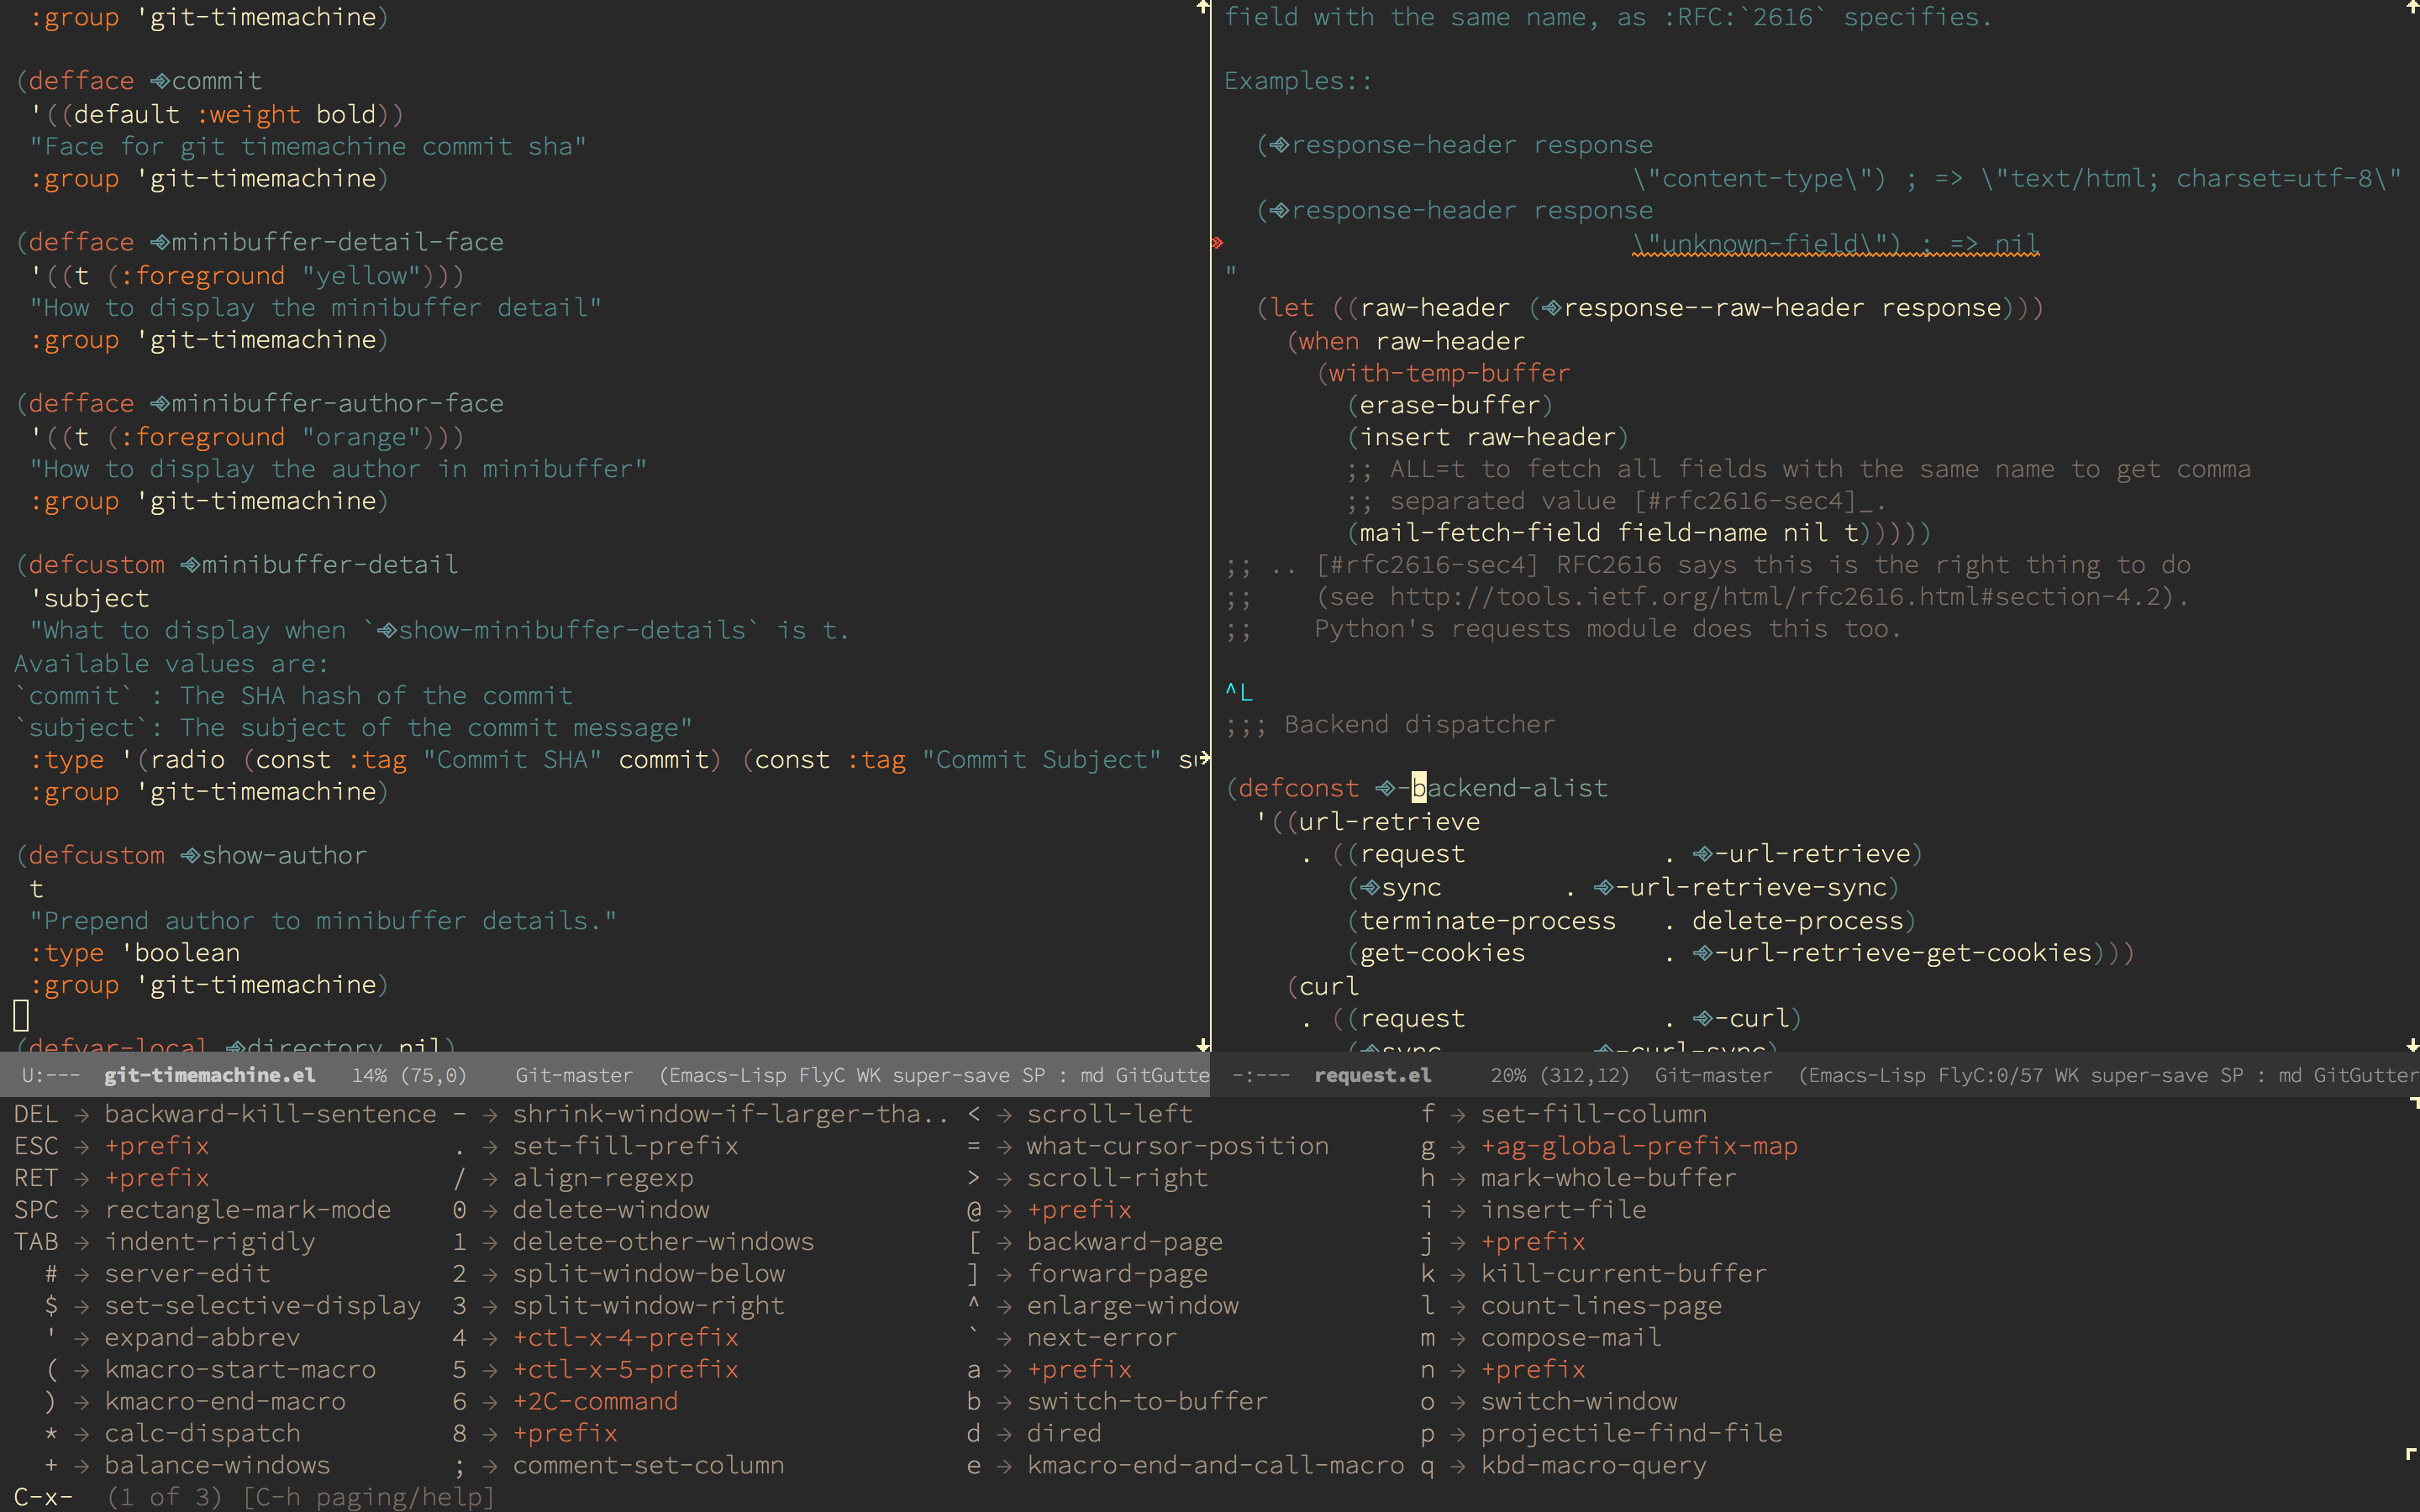 :group 'git-timemachine)
(defface ⎆commit
'((default :weight bold))
"Face for git timemachine commit sha"
:group 'git-timemachine)
(defface ⎆minibuffer-detail-face
'((t (:foreground "yellow")))
"How to display the minibuffer detail"
:group 'git-timemachine)
(defface ⎆minibuffer-author-face
'((t (:foreground "orange")))
"How to display the author in minibuffer"
:group 'git-timemachine)
(defcustom ⎆minibuffer-detail
'subject
"What to display when `⎆show-minibuffer-details` is t.
Available values are:
`commit` : The SHA hash of the commit
`subject`: The subject of the commit message"
:type '(radio (const :tag "Commit SHA" commit) (const :tag "Commit Subject" su
:group 'git-timemachine)
(defcustom ⎆show-author
t
"Prepend author to minibuffer details."
:type 'boolean
:group 'git-timemachine)
(defvar-local ⎆directory nil)
U:--- git-timemachine.el 14% (75,0) Git-master (Emacs-Lisp FlyC WK super-save SP : md GitGutte
field with the same name, as :RFC:`2616` specifies.
Examples::
(⎆response-header response
\"content-type\") ; => \"text/html; charset=utf-8\"
(⎆response-header response
\"unknown-field\") ; => nil
"
(let ((raw-header (⎆response--raw-header response)))
(when raw-header
(with-temp-buffer
(erase-buffer)
(insert raw-header)
;; ALL=t to fetch all fields with the same name to get comma
;; separated value [#rfc2616-sec4]_.
(mail-fetch-field field-name nil t)))))
;; .. [#rfc2616-sec4] RFC2616 says this is the right thing to do
;; (see http://tools.ietf.org/html/rfc2616.html#section-4.2).
;; Python's requests module does this too.
^L
;;; Backend dispatcher
(defconst ⎆-backend-alist
'((url-retrieve
. ((request . ⎆-url-retrieve)
(⎆sync . ⎆-url-retrieve-sync)
(terminate-process . delete-process)
(get-cookies . ⎆-url-retrieve-get-cookies)))
(curl
. ((request . ⎆-curl)
(⎆sync . ⎆-curl-sync)
-:--- request.el 20% (312,12) Git-master (Emacs-Lisp FlyC:0/57 WK super-save SP : md GitGutter
DEL → backward-kill-sentence - → shrink-window-if-larger-tha.. < → scroll-left f → set-fill-column
ESC → +prefix . → set-fill-prefix = → what-cursor-position g → +ag-global-prefix-map
RET → +prefix / → align-regexp > → scroll-right h → mark-whole-buffer
SPC → rectangle-mark-mode 0 → delete-window @ → +prefix i → insert-file
TAB → indent-rigidly 1 → delete-other-windows [ → backward-page j → +prefix
# → server-edit 2 → split-window-below ] → forward-page k → kill-current-buffer
$ → set-selective-display 3 → split-window-right ^ → enlarge-window l → count-lines-page
' → expand-abbrev 4 → +ctl-x-4-prefix ` → next-error m → compose-mail
( → kmacro-start-macro 5 → +ctl-x-5-prefix a → +prefix n → +prefix
) → kmacro-end-macro 6 → +2C-command b → switch-to-buffer o → switch-window
* → calc-dispatch 8 → +prefix d → dired p → projectile-find-file
+ → balance-windows ; → comment-set-column e → kmacro-end-and-call-macro q → kbd-macro-query
C-x- (1 of 3) [C-h paging/help]